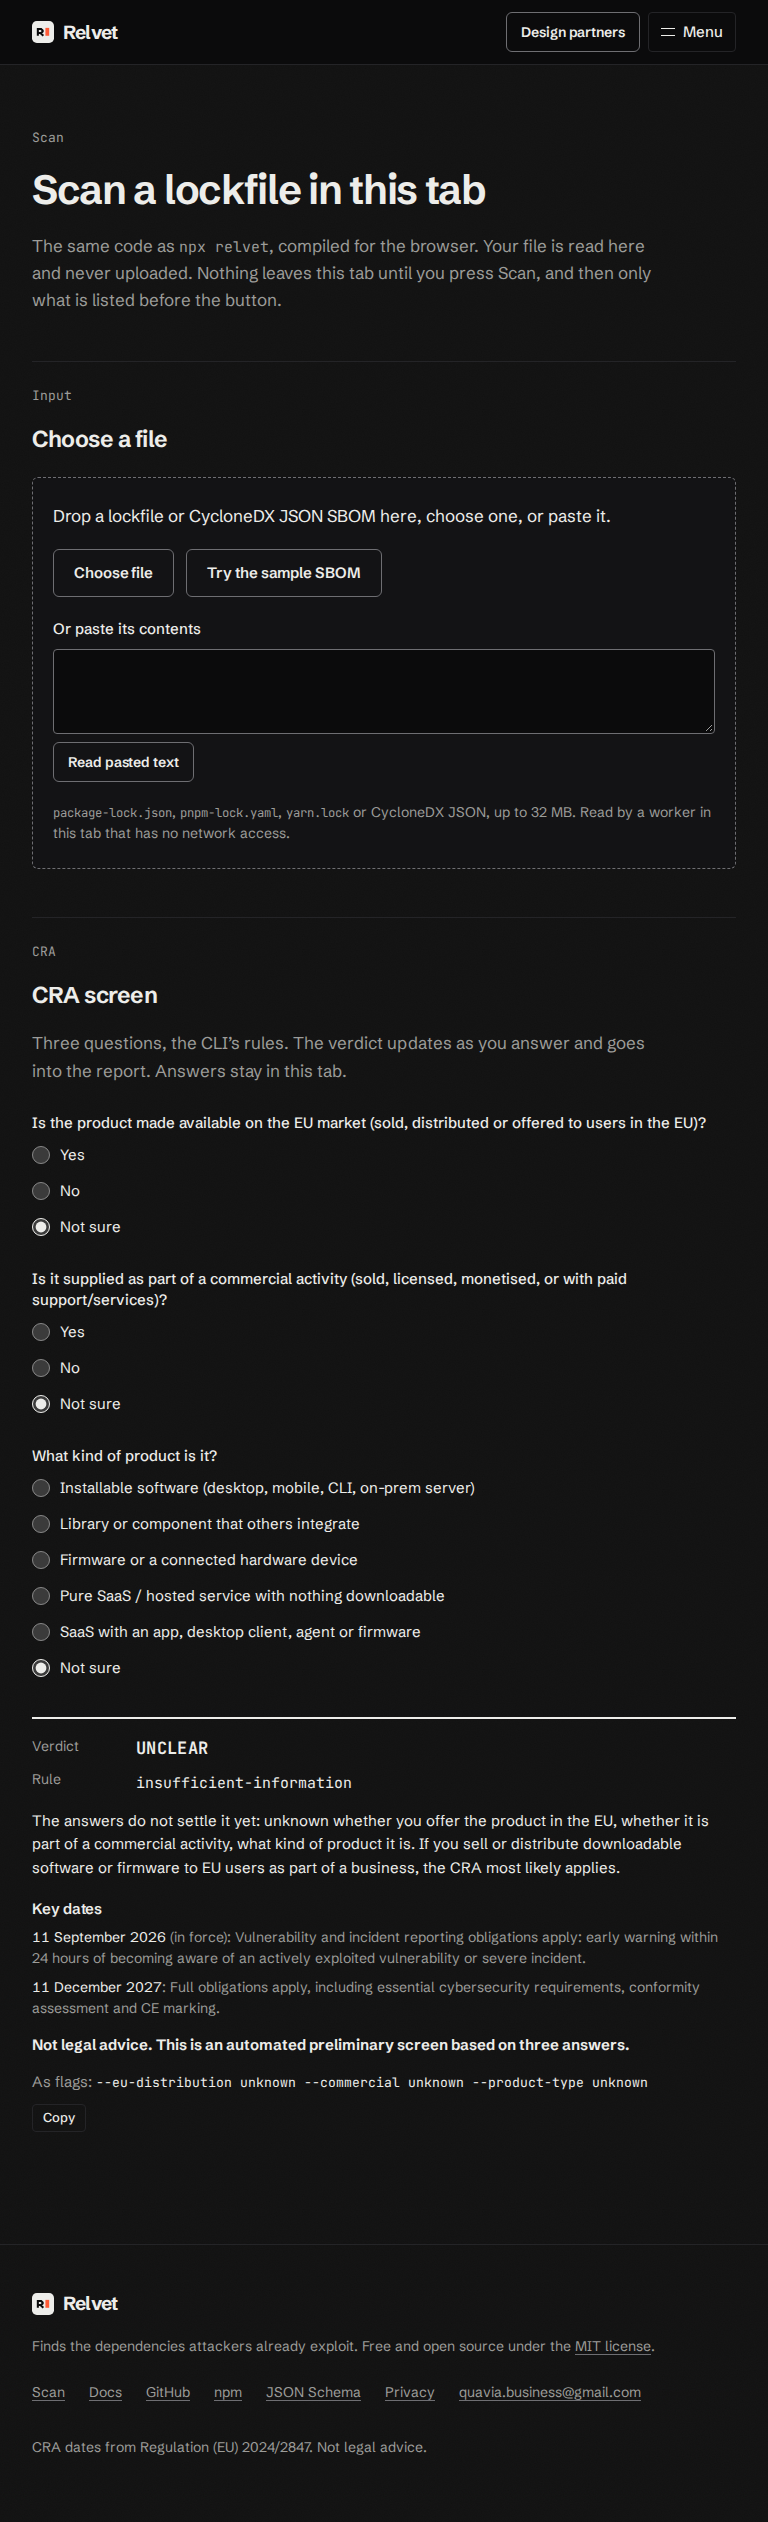 Relvet
Design partners
Menu
Scan
Scan a lockfile in this tab
The same code as npx relvet, compiled for the browser. Your file is read here
and never uploaded. Nothing leaves this tab until you press Scan, and then only
what is listed before the button.
Input
Choose a file
Drop a lockfile or CycloneDX JSON SBOM here, choose one, or paste it.
Choose file
Try the sample SBOM
Or paste its contents
Read pasted text
package-lock.json, pnpm-lock.yaml, yarn.lock or CycloneDX JSON, up to 32 MB. Read by a worker in
this tab that has no network access.
CRA
CRA screen
Three questions, the CLI’s rules. The verdict updates as you answer and goes
into the report. Answers stay in this tab.
Is the product made available on the EU market (sold, distributed or offered to users in the EU)?
Yes
No
Not sure
Is it supplied as part of a commercial activity (sold, licensed, monetised, or with paid
support/services)?
Yes
No
Not sure
What kind of product is it?
Installable software (desktop, mobile, CLI, on-prem server)
Library or component that others integrate
Firmware or a connected hardware device
Pure SaaS / hosted service with nothing downloadable
SaaS with an app, desktop client, agent or firmware
Not sure
Verdict UNCLEAR
Rule insufficient-information
The answers do not settle it yet: unknown whether you offer the product in the EU, whether it is
part of a commercial activity, what kind of product it is. If you sell or distribute downloadable
software or firmware to EU users as part of a business, the CRA most likely applies.
Key dates
11 September 2026 (in force): Vulnerability and incident reporting obligations apply: early warning within
24 hours of becoming aware of an actively exploited vulnerability or severe incident.
11 December 2027: Full obligations apply, including essential cybersecurity requirements, conformity
assessment and CE marking.
Not legal advice. This is an automated preliminary screen based on three answers.
As flags: --eu-distribution unknown --commercial unknown --product-type unknown
Copy
Relvet
Finds the dependencies attackers already exploit. Free and open source under the MIT license.
Scan Docs GitHub npm JSON Schema Privacy quavia.business@gmail.com
CRA dates from Regulation (EU) 2024/2847. Not legal advice.